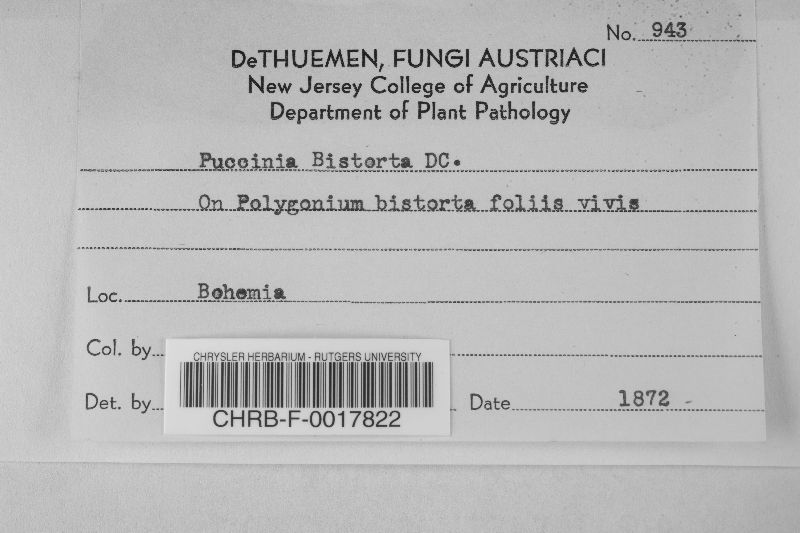 No. 943
DeTHUEMEN, FUNGI AUSTRIACI
New Jersey College of Agriculture
Department of Plant Pathology
Puccinia Bistorta DC.
On Polygonium bistorta foliis vivis
Loc. Bohemia
Col. by
CHRYSLER HERBARIUM - RUTGERS UNIVERSITY
Det. by
Date 1872 -
CHRB-F-0017822